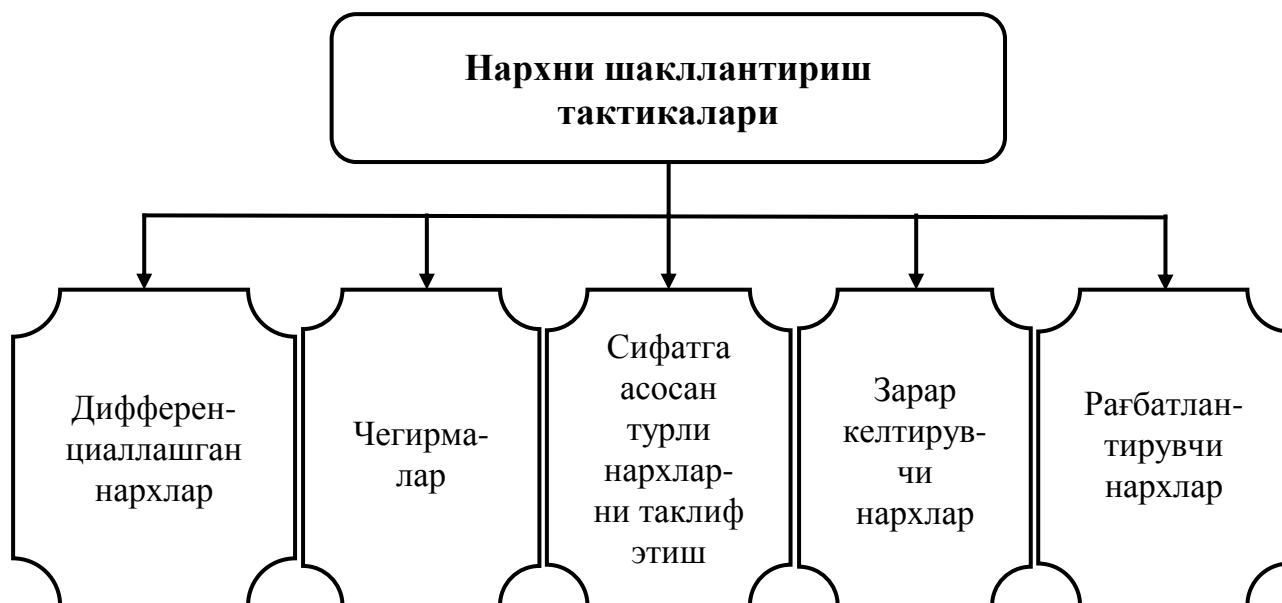 Нархни шакллантириш
тактикалари
Дифферен-
циаллашган
нархлар
Чегирма-
лар
Сифатга
асосан
турли
нархлар-
ни таклиф
этиш
Зарар
келтирув-
чи
нархлар
Рағбатлан-
тирувчи
нархлар